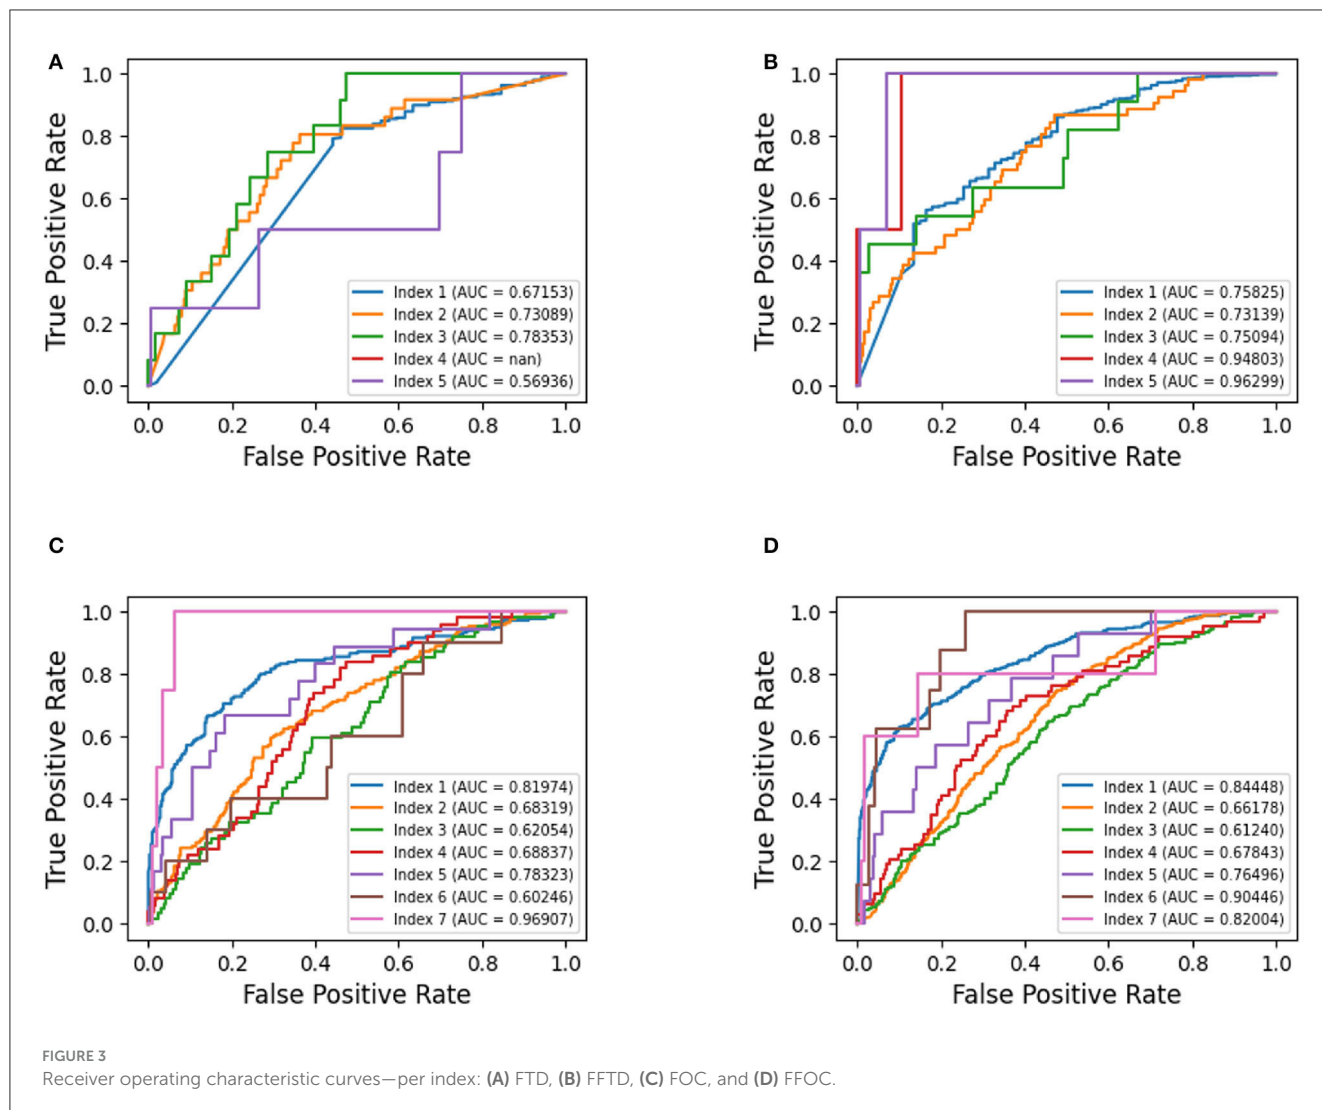 A
True Positive Rate
1.0
0.8
0.6
0.4
0.2
0.0
Index 1 (AUC = 0.67153)
Index 2 (AUC = 0.73089)
Index 3 (AUC = 0.78353)
Index 4 (AUC = nan)
Index 5 (AUC = 0.56936)
0.0 0.2 0.4 0.6 0.8 1.0
False Positive Rate
B
True Positive Rate
1.0
0.8
0.6
0.4
0.2
0.0
Index 1 (AUC = 0.75825)
Index 2 (AUC = 0.73139)
Index 3 (AUC = 0.75094)
Index 4 (AUC = 0.94803)
Index 5 (AUC = 0.96299)
0.0 0.2 0.4 0.6 0.8 1.0
False Positive Rate
C
True Positive Rate
1.0
0.8
0.6
0.4
0.2
0.0
Index 1 (AUC = 0.81974)
Index 2 (AUC = 0.68319)
Index 3 (AUC = 0.62054)
Index 4 (AUC = 0.68837)
Index 5 (AUC = 0.78323)
Index 6 (AUC = 0.60246)
Index 7 (AUC = 0.96907)
0.0 0.2 0.4 0.6 0.8 1.0
False Positive Rate
D
True Positive Rate
1.0
0.8
0.6
0.4
0.2
0.0
Index 1 (AUC = 0.84448)
Index 2 (AUC = 0.66178)
Index 3 (AUC = 0.61240)
Index 4 (AUC = 0.67843)
Index 5 (AUC = 0.76496)
Index 6 (AUC = 0.90446)
Index 7 (AUC = 0.82004)
0.0 0.2 0.4 0.6 0.8 1.0
False Positive Rate
FIGURE 3
Receiver operating characteristic curves—per index: (A) FTD, (B) FFTD, (C) FOC, and (D) FFOC.